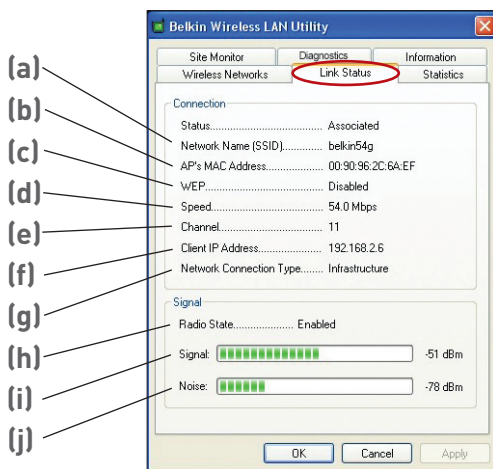 Belkin Wireless LAN Utility
Site Monitor Diagnostics Information
Wireless Networks Link Status Statistics
Connection
Status.......................... Associated
(a) Network Name (SSID).......... belkin54g
(b) AP's MAC Address............... 00:90:96:2C:6A:EF
(c) WEP............................ Disabled
(d) Speed.......................... 54.0 Mbps
(e) Channel........................ 11
(f) Client IP Address................ 192.168.2.6
(g) Network Connection Type....... Infrastructure
Signal
(h) Radio State..................... Enabled
(i) Signal: -51 dBm
(j) Noise: -78 dBm
OK Cancel Apply